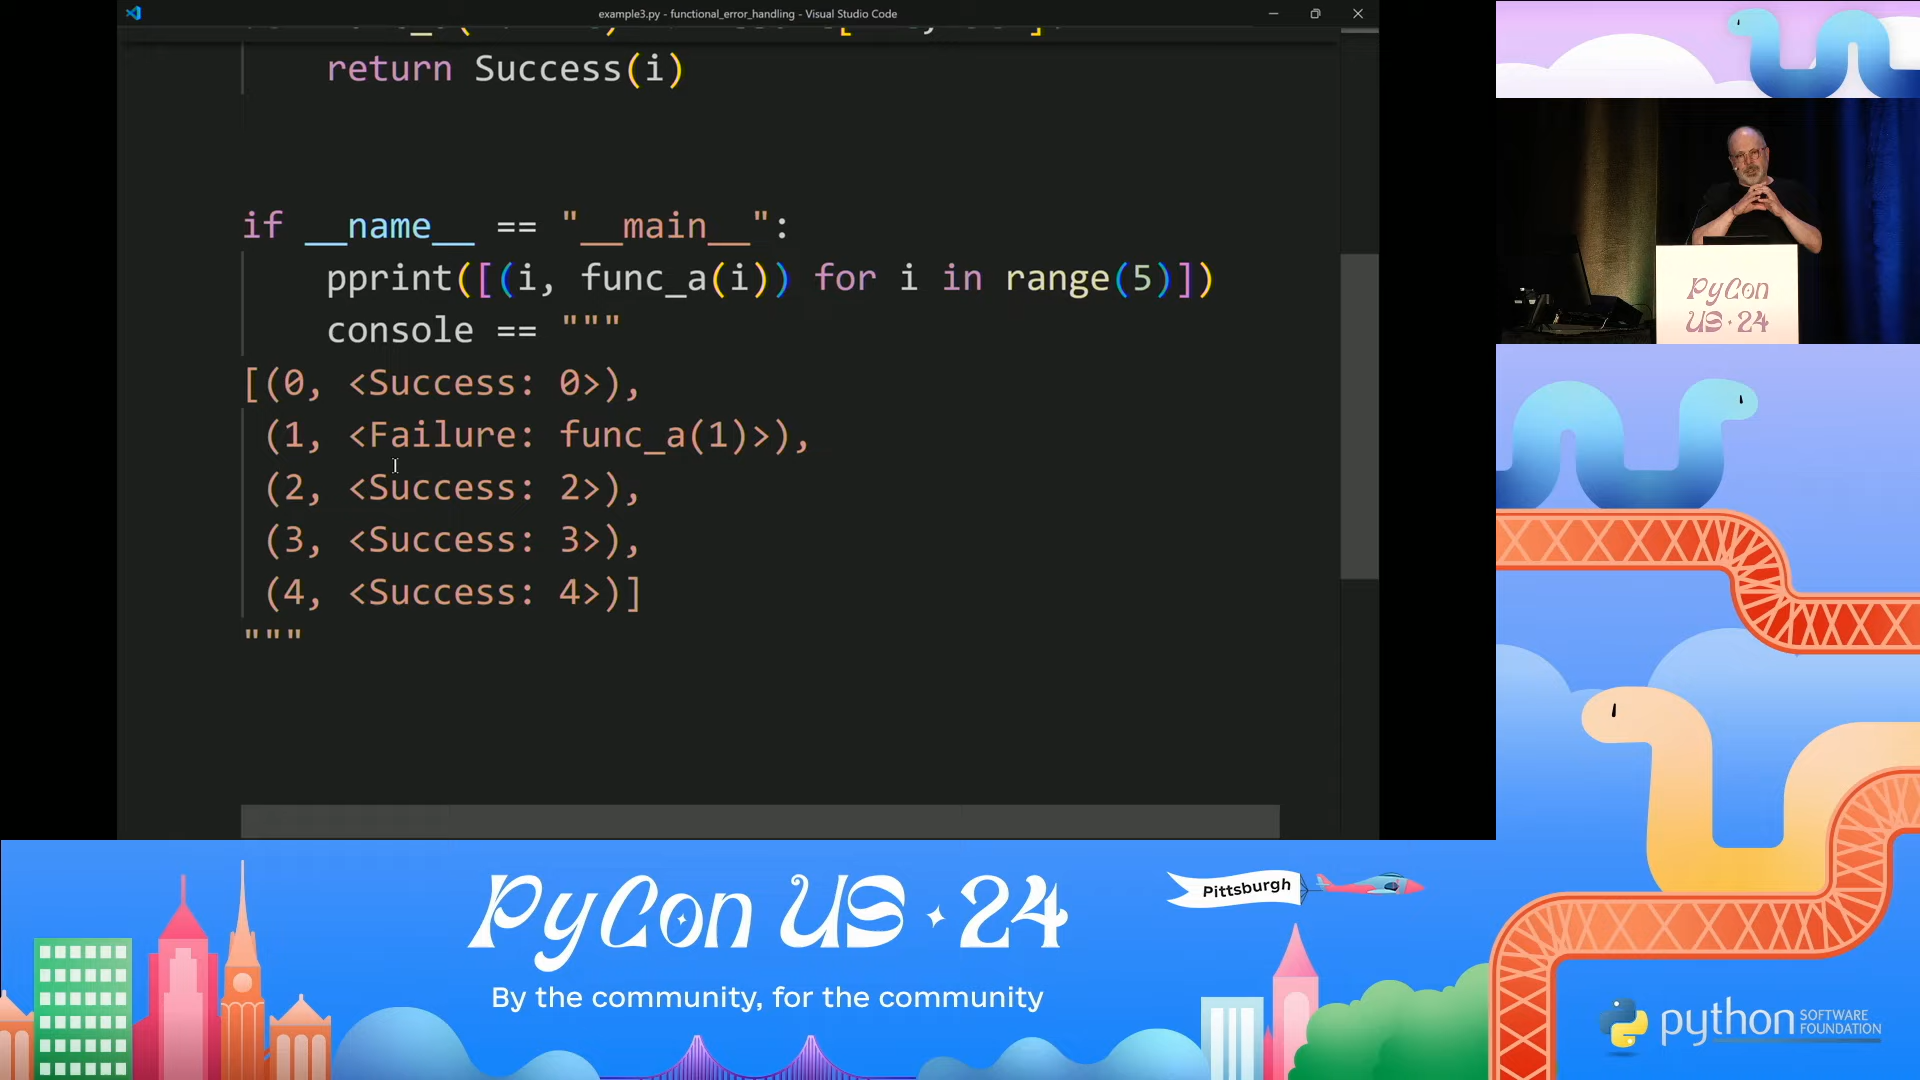 example3.py - functional_error_handling - Visual Studio Code
return Success(i)
if __name__ == "__main__":
pprint([(i, func_a(i)) for i in range(5)])
console == """
[(0, <Success: 0>),
(1, <Failure: func_a(1)>),
(2, <Success: 2>),
(3, <Success: 3>),
(4, <Success: 4>)]
"""
PyCon
US · 24
PyCon US · 24
By the community, for the community
Pittsburgh
python SOFTWARE
FOUNDATION